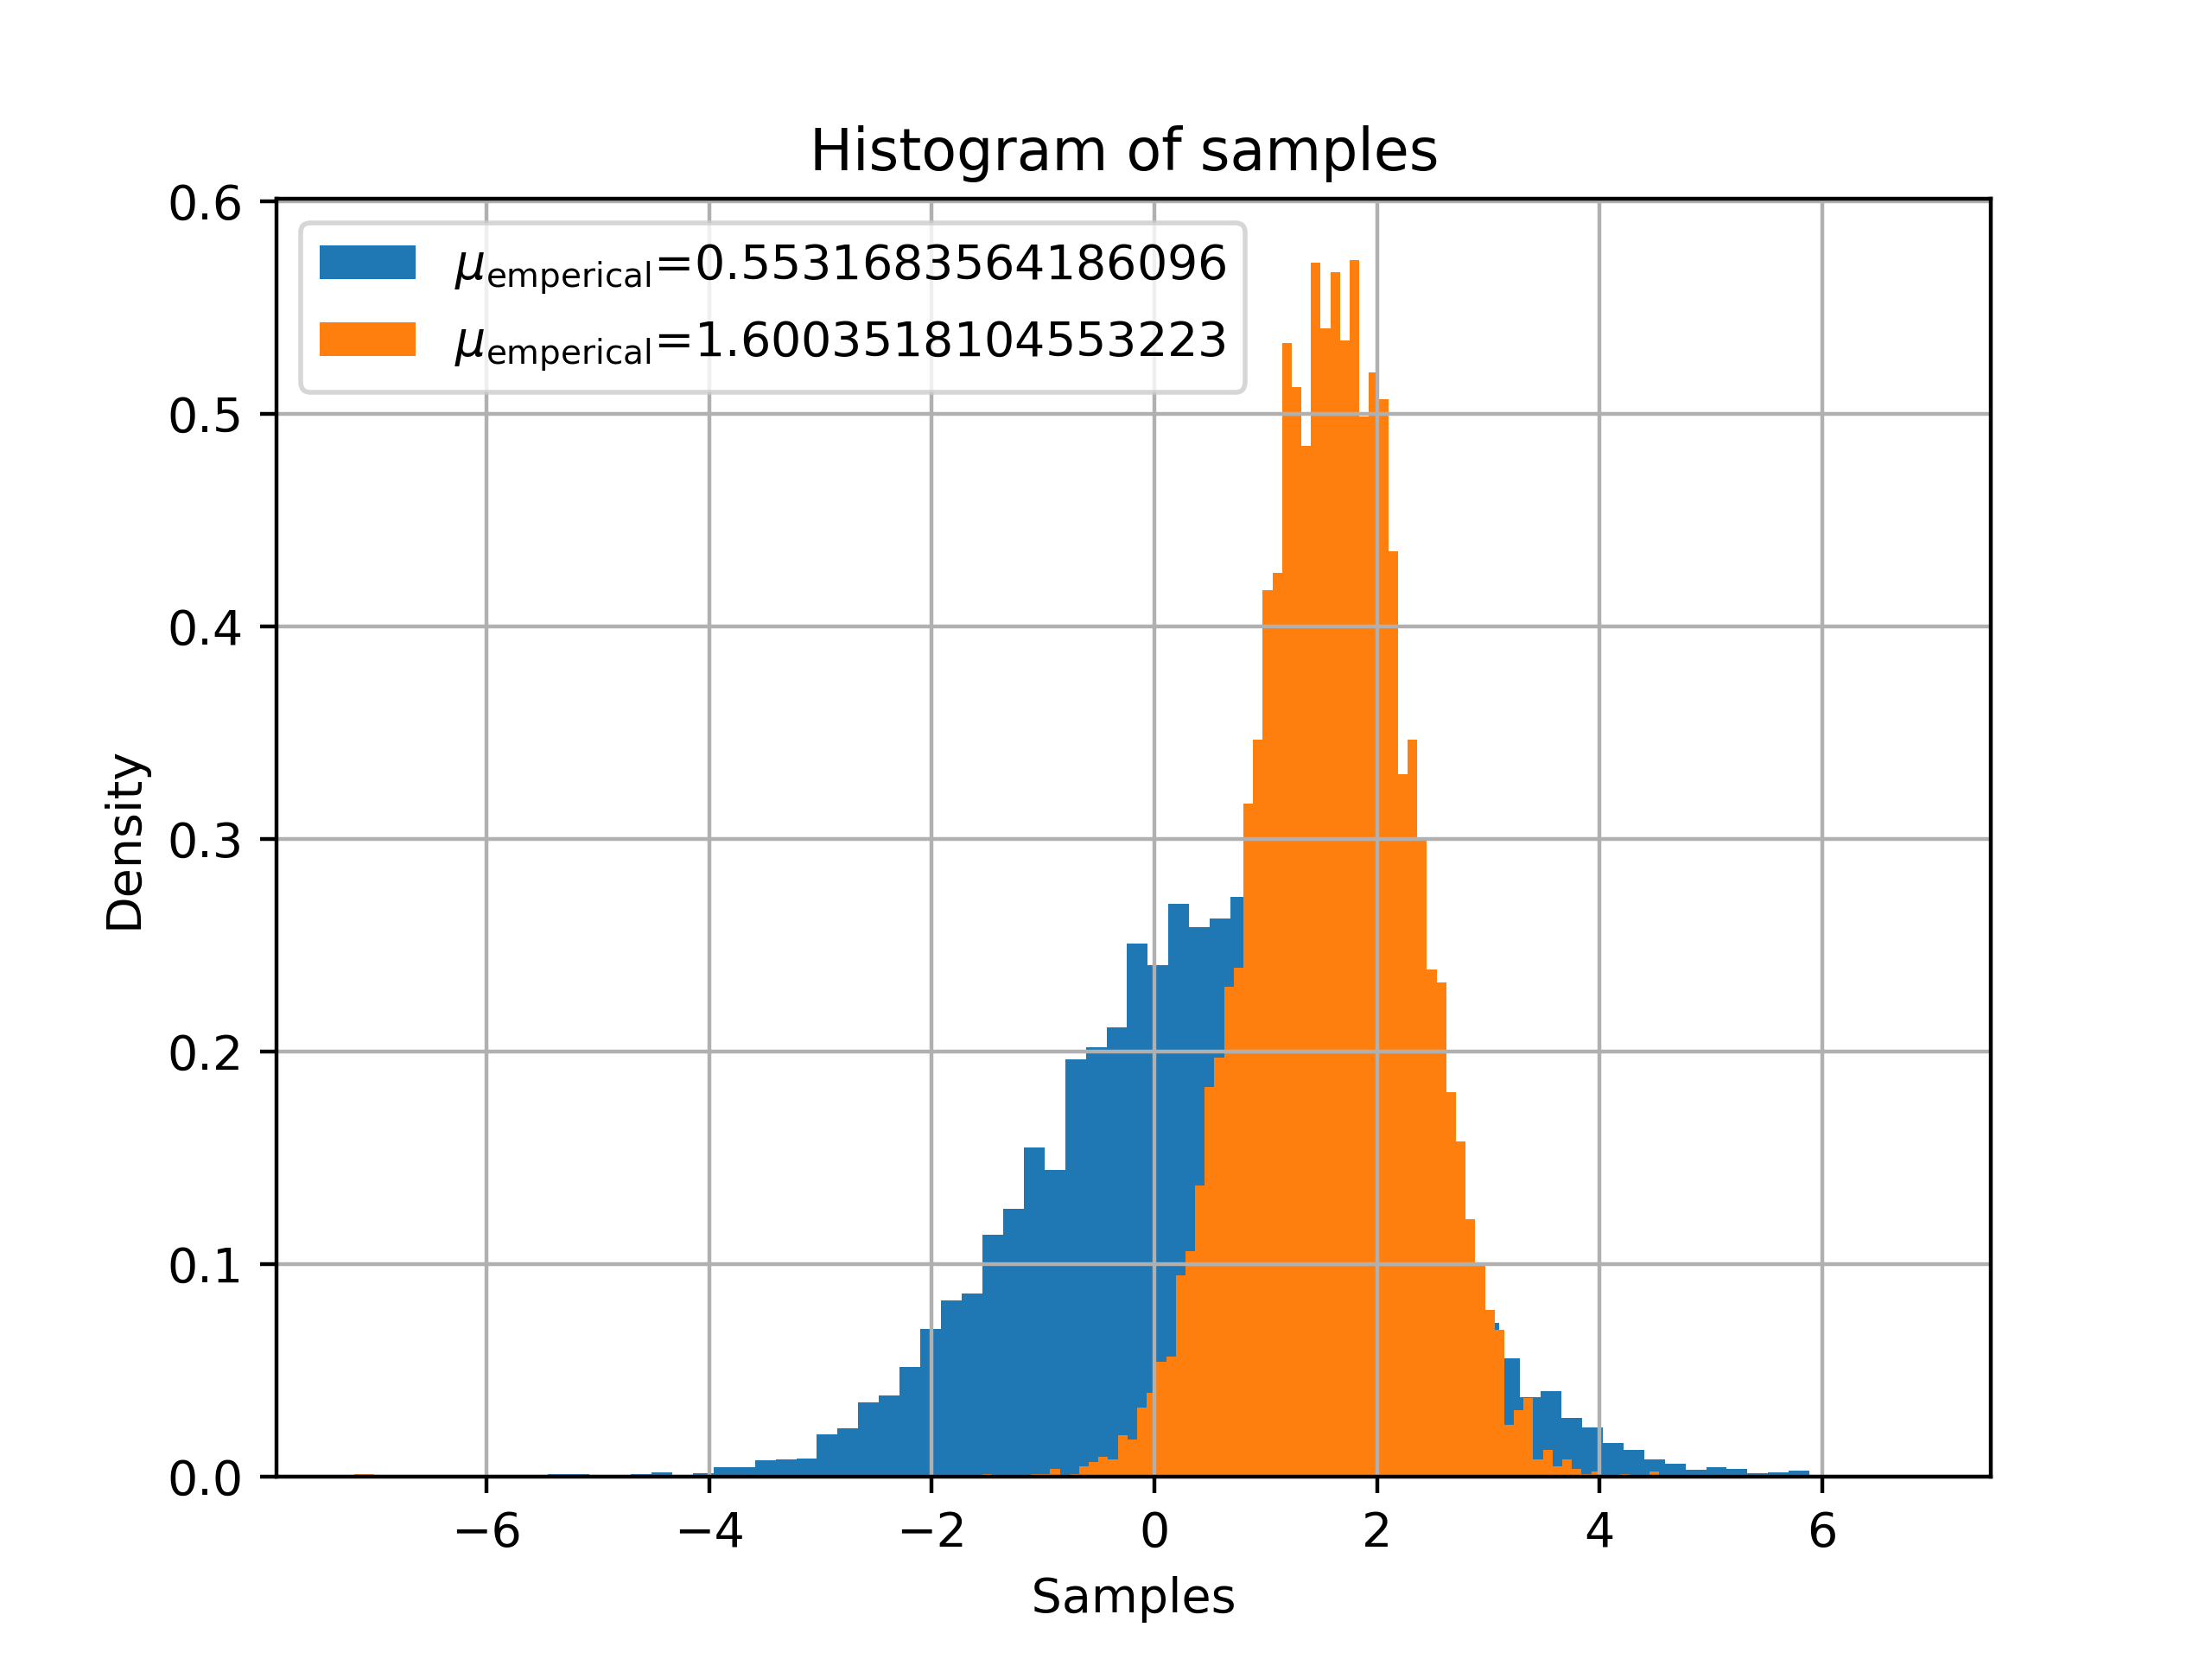 Histogram of samples
μemperical=0.5531683564186096
μemperical=1.6003518104553223
0.6
0.5
0.4
0.3
0.2
0.1
0.0
Density
−6 −4 −2 0 2 4 6
Samples